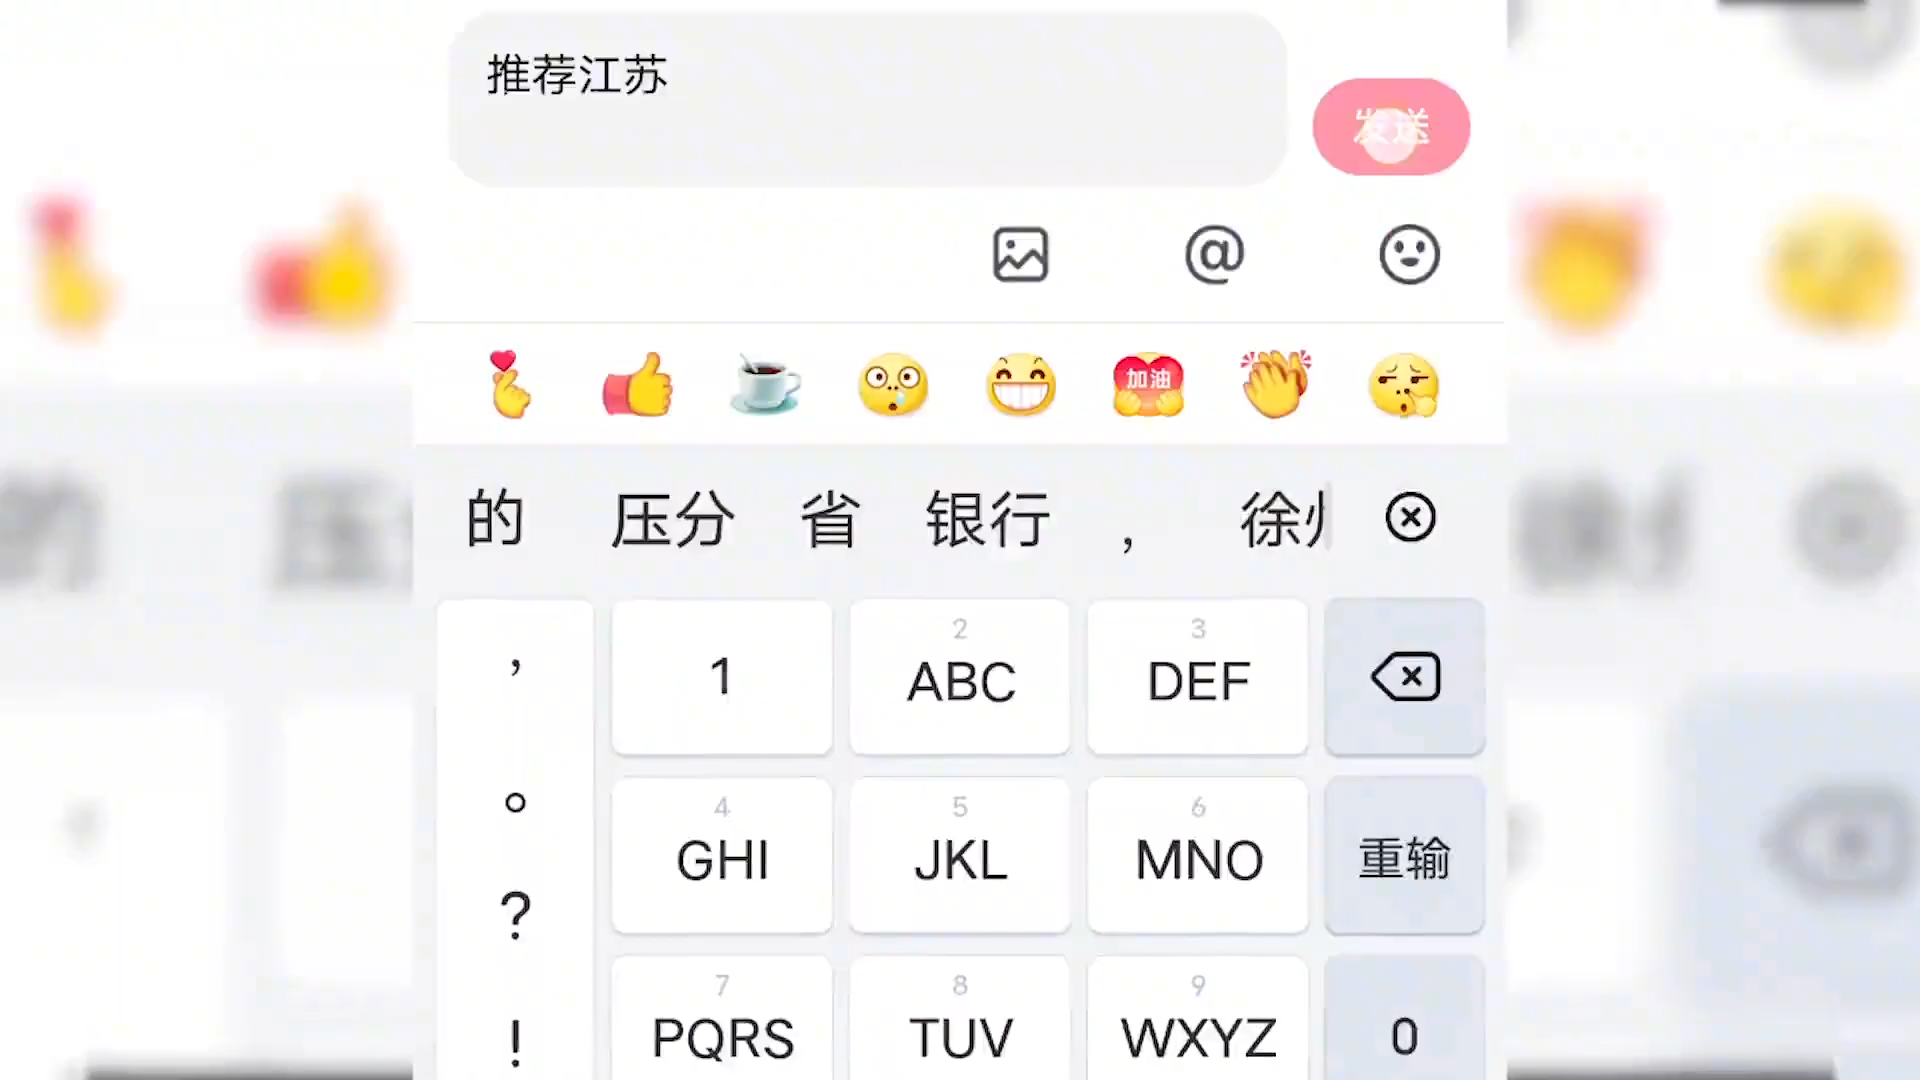 推荐江苏
发送
加油
的 压分 省 银行 ，
， 1 2 ABC 3 DEF
。 4 GHI 5 JKL 6 MNO 重输
? 7 PQRS 8 TUV 9 WXYZ 0
!